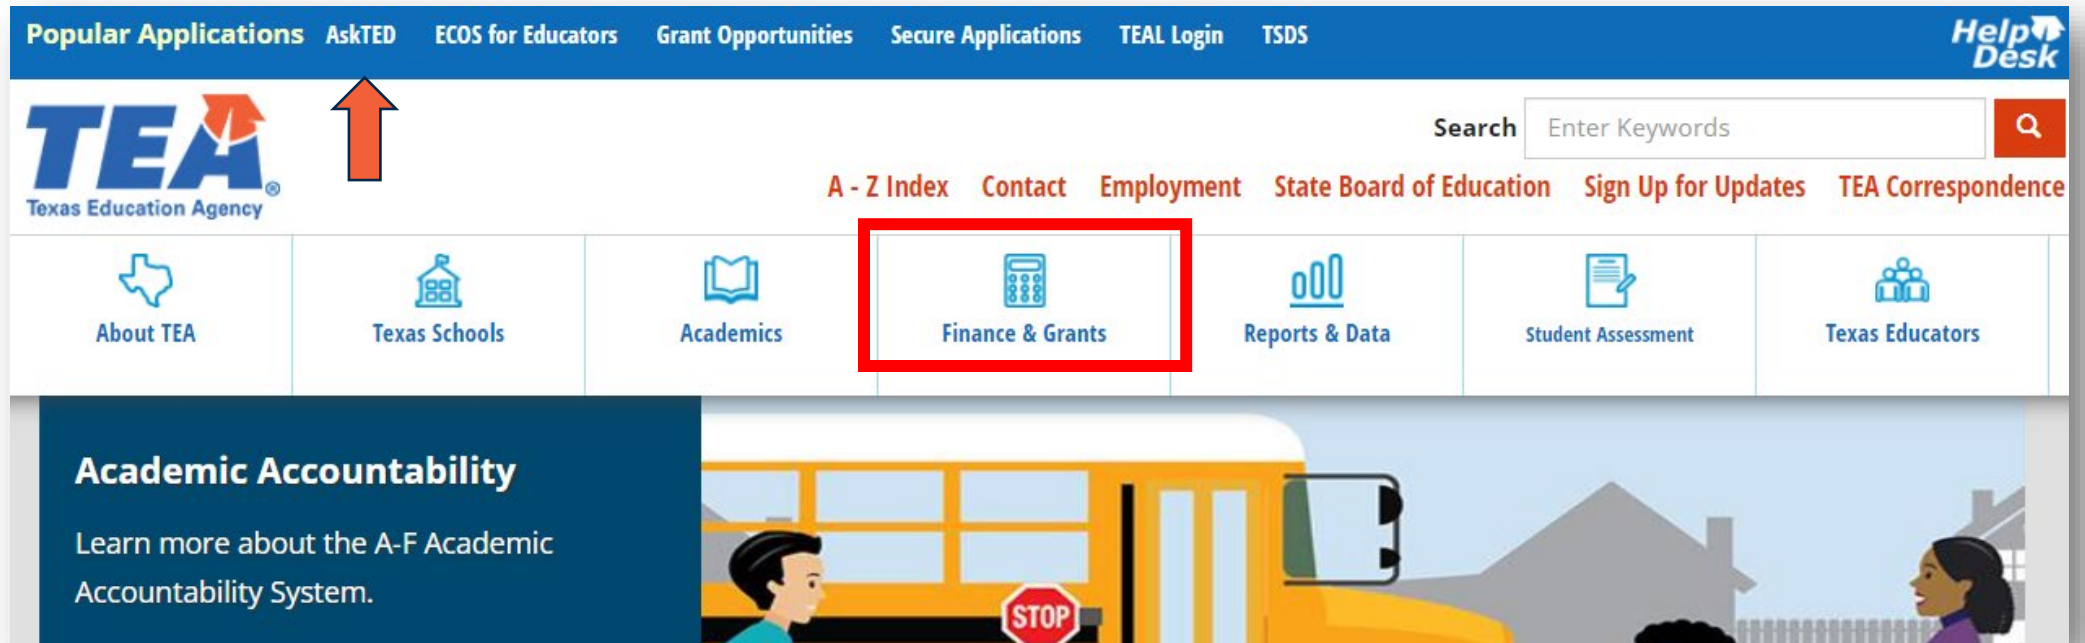 Popular Applications AskTED ECOS for Educators Grant Opportunities Secure Applications TEAL Login TSDS
Help Desk
TEA®
Texas Education Agency
Search Enter Keywords
A - Z Index Contact Employment State Board of Education Sign Up for Updates TEA Correspondence
About TEA Texas Schools Academics Finance & Grants Reports & Data Student Assessment Texas Educators
Academic Accountability
Learn more about the A-F Academic
Accountability System.
STOP